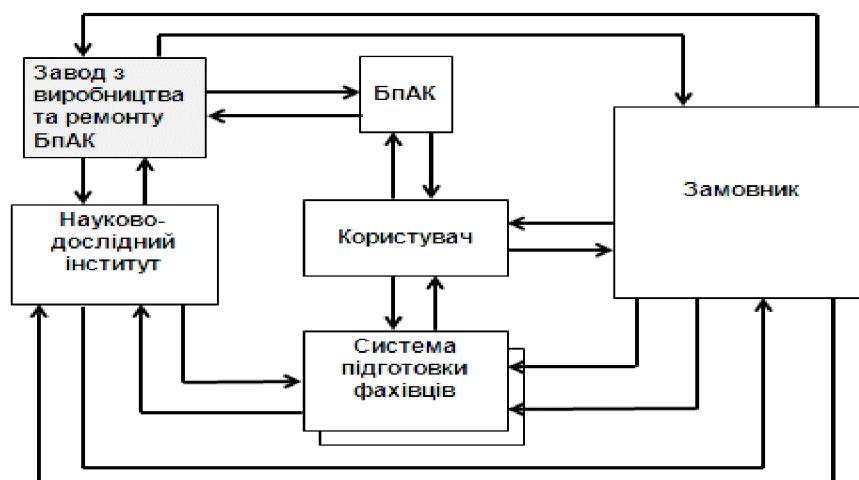 Завод з
виробництва
та ремонту
БпАК
БпАК
Замовник
Науково-
дослідний
інститут
Користувач
Система
підготовки
фахівців